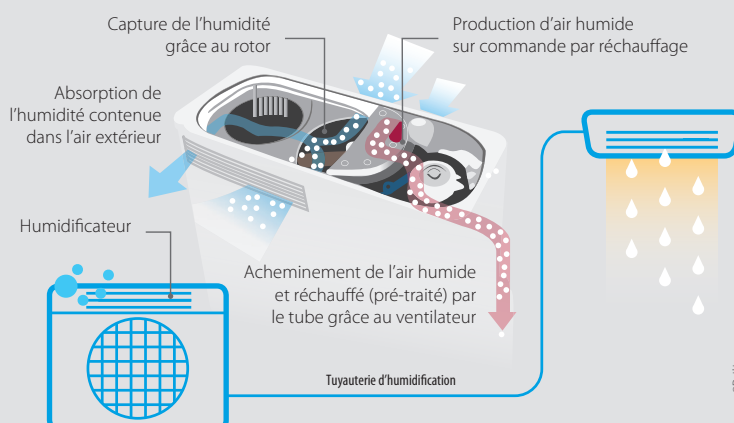 Capture de l'humidité
grâce au rotor
Production d'air humide
sur commande par réchauffage
Absorption de
l'humidité contenue
dans l'air extérieur
Humidificateur
Acheminement de l'air humide
et réchauffé (pré-traité) par
le tube grâce au ventilateur
Tuyauterie d'humidification